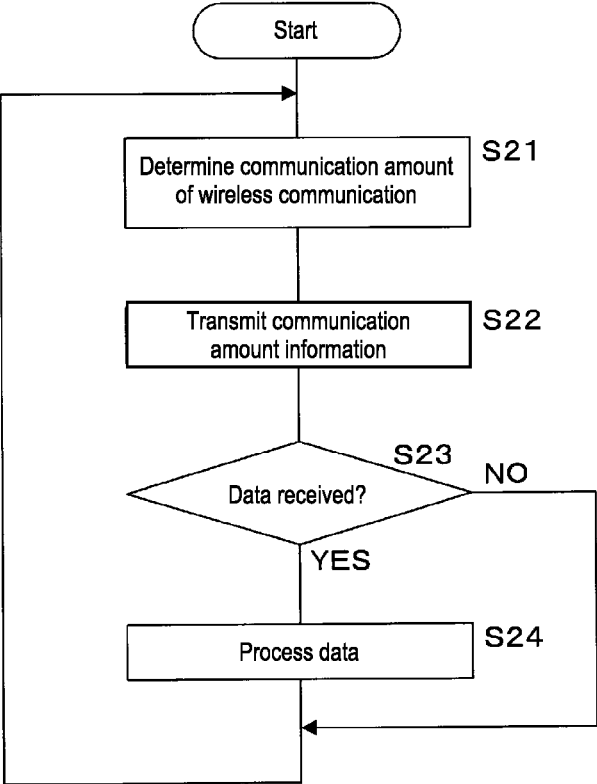 Start
S21
Determine communication amount
of wireless communication
S22
Transmit communication
amount information
S23
NO
Data received?
YES
S24
Process data